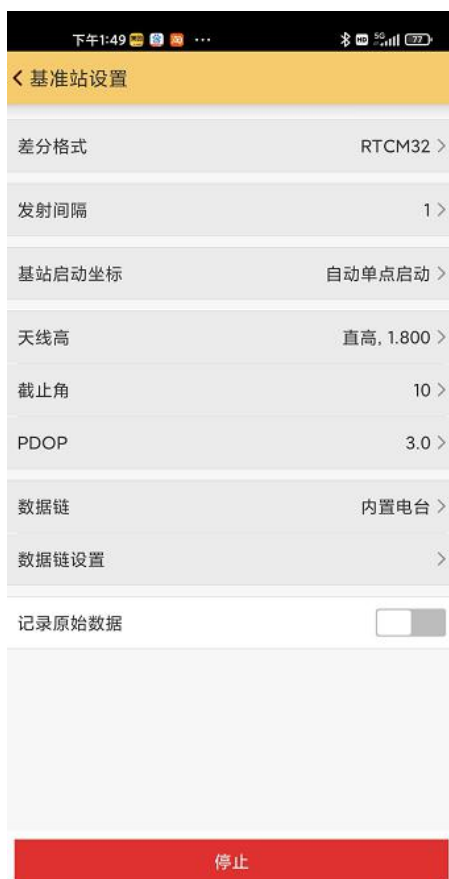 下午1:49 ... HD 5G 77
基准站设置
差分格式 RTCM32
发射间隔 1
基站启动坐标 自动单点启动
天线高 直高, 1.800
截止角 10
PDOP 3.0
数据链 内置电台
数据链设置
记录原始数据
停止